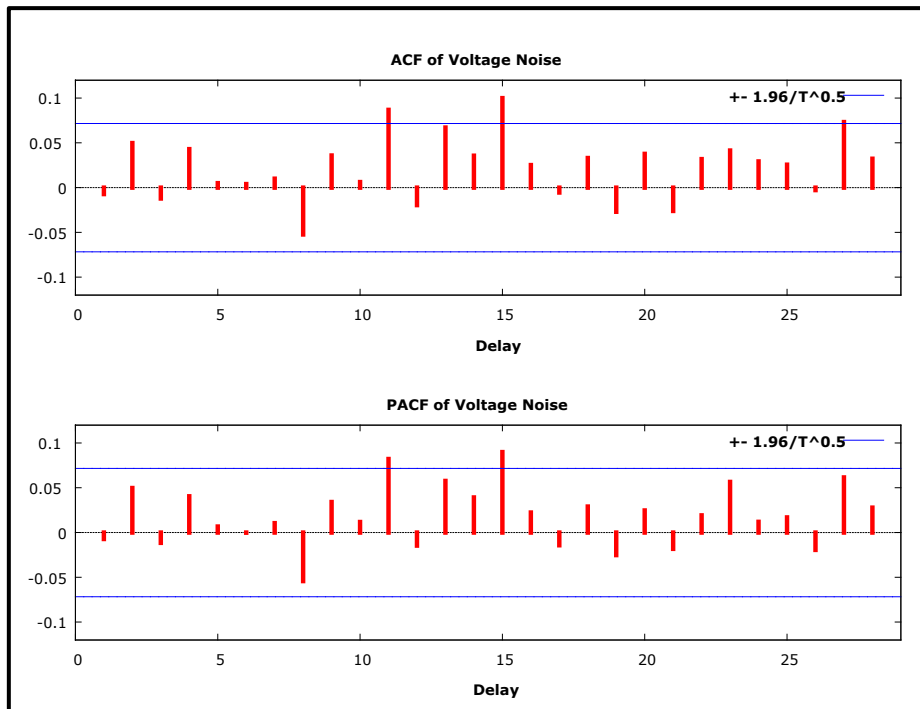 ACF of Voltage Noise
+- 1.96/T^0.5
0.1
0.05
0
-0.05
-0.1
0 5 10 15 20 25
Delay
PACF of Voltage Noise
+- 1.96/T^0.5
0.1
0.05
0
-0.05
-0.1
0 5 10 15 20 25
Delay